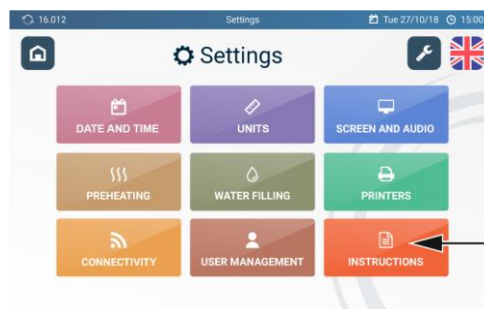 16.012 Settings Tue 27/10/18 15:00
Settings
DATE AND TIME UNITS SCREEN AND AUDIO
PREHEATING WATER FILLING PRINTERS
CONNECTIVITY USER MANAGEMENT INSTRUCTIONS